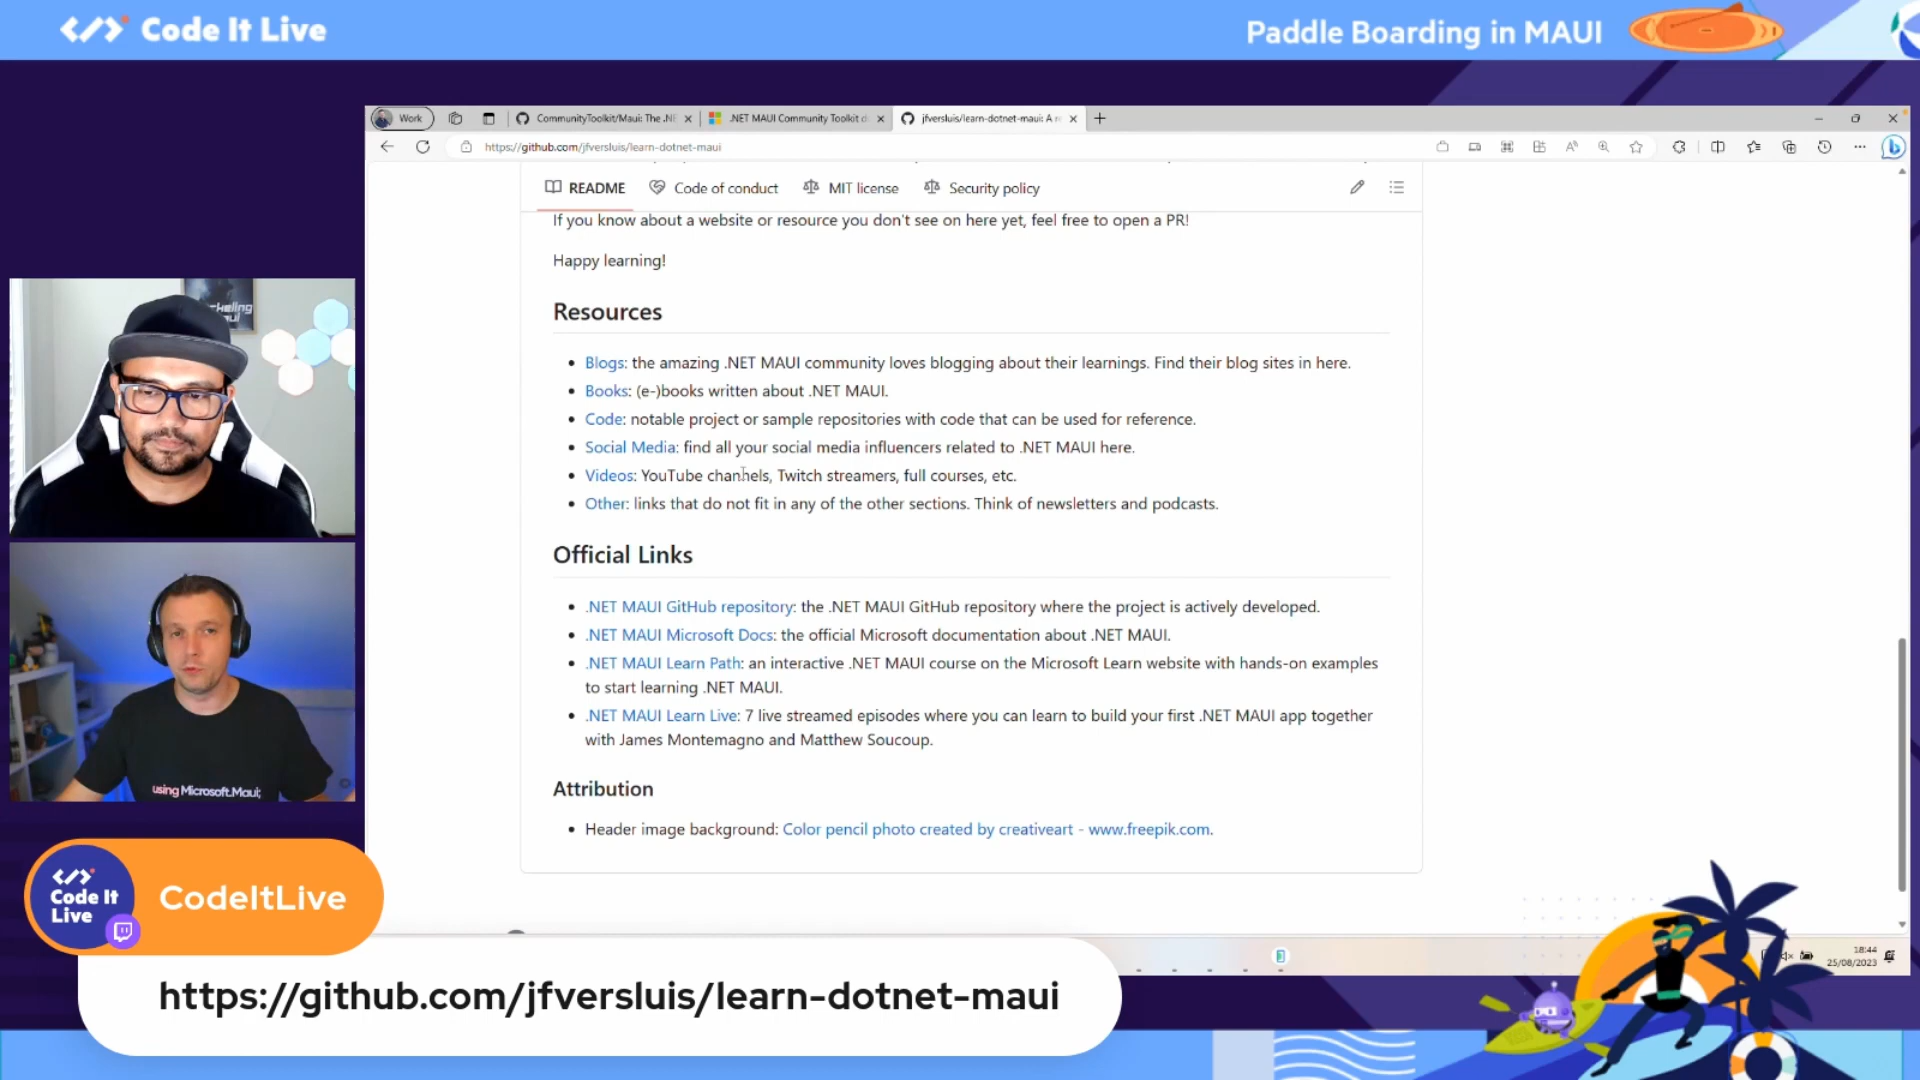 Code It Live
Paddle Boarding in MAUI
Work
CommunityToolkit/Maui: The .NE
.NET MAUI Community Toolkit d
jfversluis/learn-dotnet-maui: A r
https://github.com/jfversluis/learn-dotnet-maui
README
Code of conduct
MIT license
Security policy
If you know about a website or resource you don't see on here yet, feel free to open a PR!
Happy learning!
Resources
• Blogs: the amazing .NET MAUI community loves blogging about their learnings. Find their blog sites in here.
• Books: (e-)books written about .NET MAUI.
• Code: notable project or sample repositories with code that can be used for reference.
• Social Media: find all your social media influencers related to .NET MAUI here.
• Videos: YouTube channels, Twitch streamers, full courses, etc.
• Other: links that do not fit in any of the other sections. Think of newsletters and podcasts.
Official Links
• .NET MAUI GitHub repository: the .NET MAUI GitHub repository where the project is actively developed.
• .NET MAUI Microsoft Docs: the official Microsoft documentation about .NET MAUI.
• .NET MAUI Learn Path: an interactive .NET MAUI course on the Microsoft Learn website with hands-on examples
to start learning .NET MAUI.
• .NET MAUI Learn Live: 7 live streamed episodes where you can learn to build your first .NET MAUI app together
with James Montemagno and Matthew Soucoup.
Attribution
• Header image background: Color pencil photo created by creativeart - www.freepik.com.
using Microsoft.Maui;
Code It
Live
CodeItLive
https://github.com/jfversluis/learn-dotnet-maui
18:44
25/08/2023